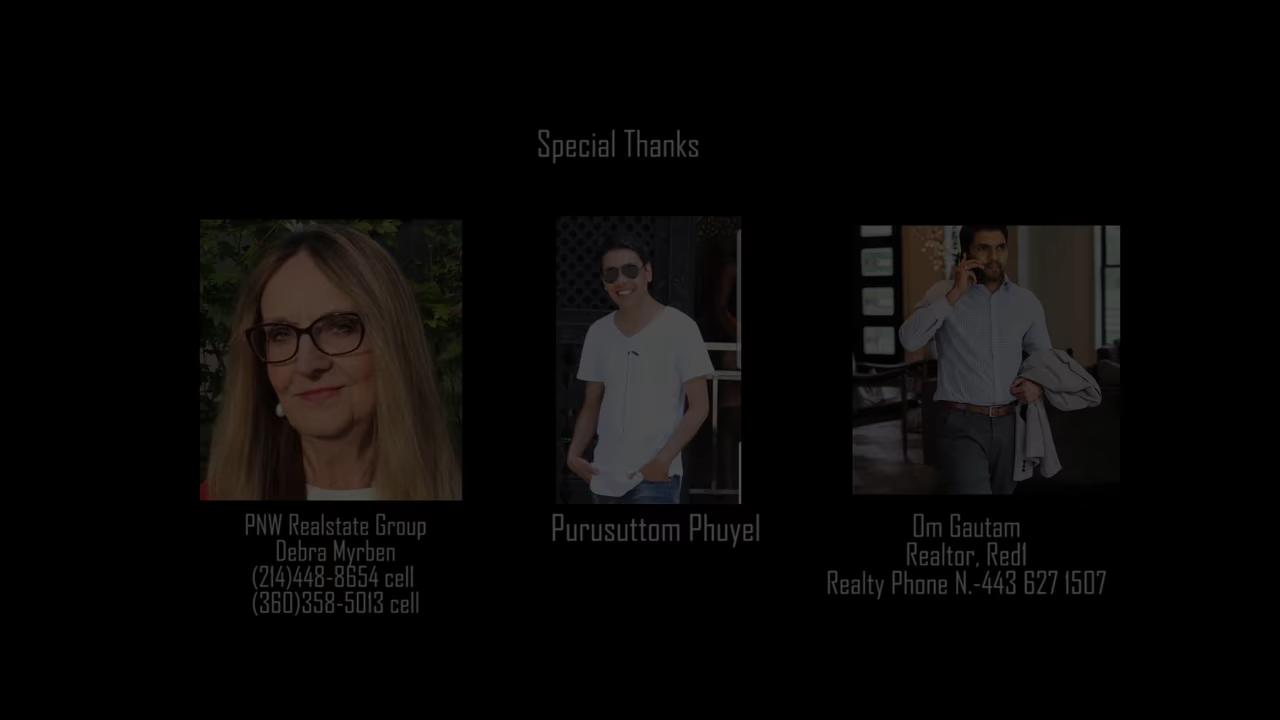 Special Thanks
PNW Realstate Group
Debra Myrben
(214)448-8654 cell
(360)358-5013 cell
Purusuttom Phuyel
Om Gautam
Realtor, Red1
Realty Phone N.-443 627 1507